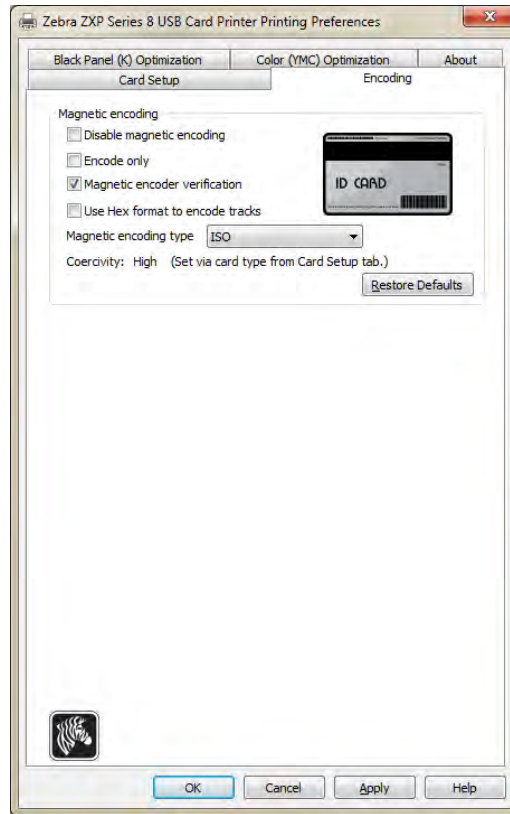 Zebra ZXP Series 8 USB Card Printer Printing Preferences
Black Panel (K) Optimization Color (YMC) Optimization About
Card Setup Encoding
Magnetic encoding
Disable magnetic encoding
Encode only
Magnetic encoder verification
Use Hex format to encode tracks
ID CARD
Magnetic encoding type ISO
Coercivity: High (Set via card type from Card Setup tab.)
Restore Defaults
OK Cancel Apply Help